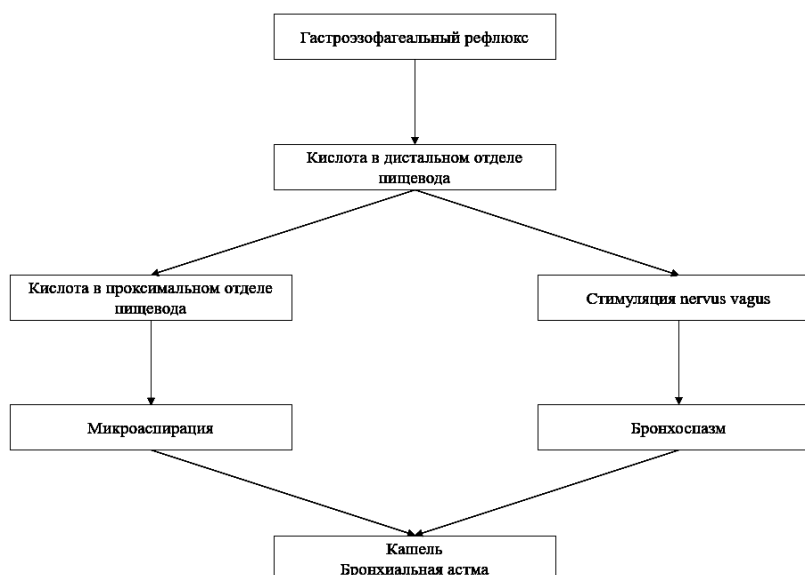 Гастроэзофагеальный рефлюкс
Кислота в дистальном отделе
пищевода
Кислота в проксимальном отделе
пищевода
Стимуляция nervus vagus
Микроаспирация
Бронхоспазм
Кашель
Бронхиальная астма